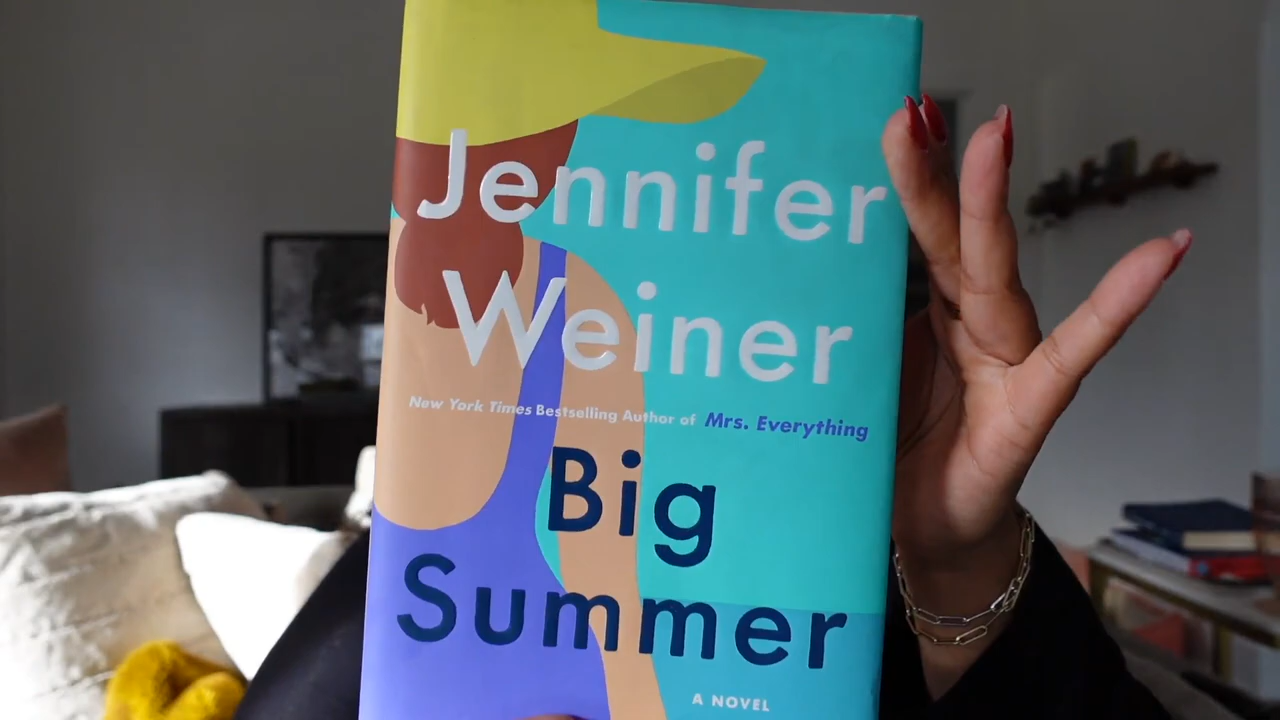 Jennifer
Weiner
New York Times Bestselling Author of Mrs. Everything
Big
Summer
A NOVEL